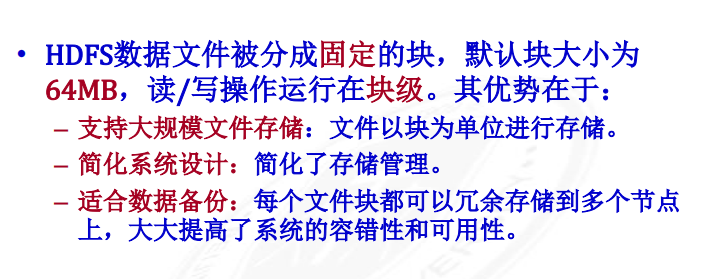 • HDFS数据文件被分成固定的块，默认块大小为
64MB，读/写操作运行在块级。其优势在于：
– 支持大规模文件存储：文件以块为单位进行存储。
– 简化系统设计：简化了存储管理。
– 适合数据备份：每个文件块都可以冗余存储到多个节点
上，大大提高了系统的容错性和可用性。